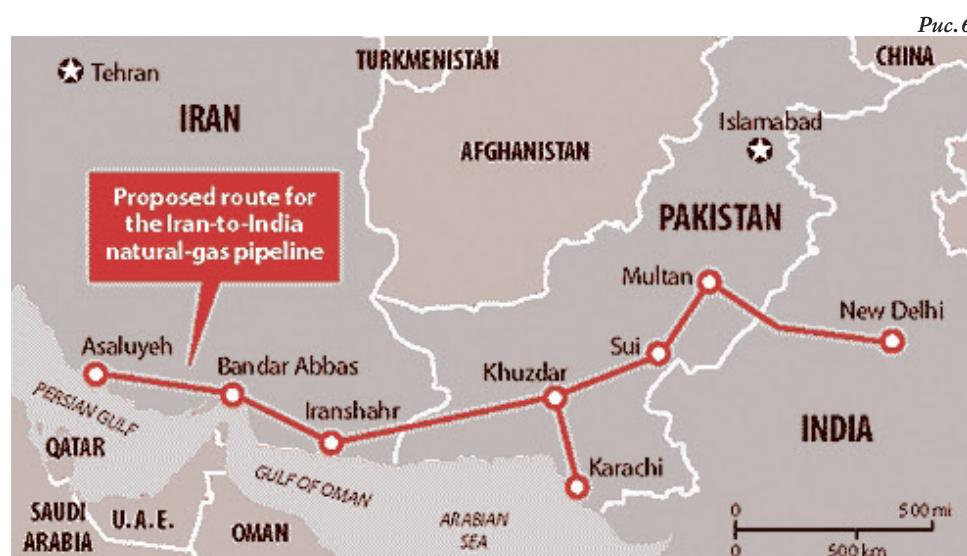 Рис. 6
TURKMENISTAN
CHINA
Tehran
IRAN
Islamabad
AFGHANISTAN
Proposed route for
the Iran-to-India
natural-gas pipeline
PAKISTAN
Multan
New Delhi
Asaluyeh
Sui
Bandar Abbas
Khuzdar
PERSIAN GULF
Iranshahr
QATAR
INDIA
GULF OF OMAN
Karachi
SAUDI
ARABIA
U.A.E.
OMAN
ARABIAN
SEA
0
500 mi
0
500 km